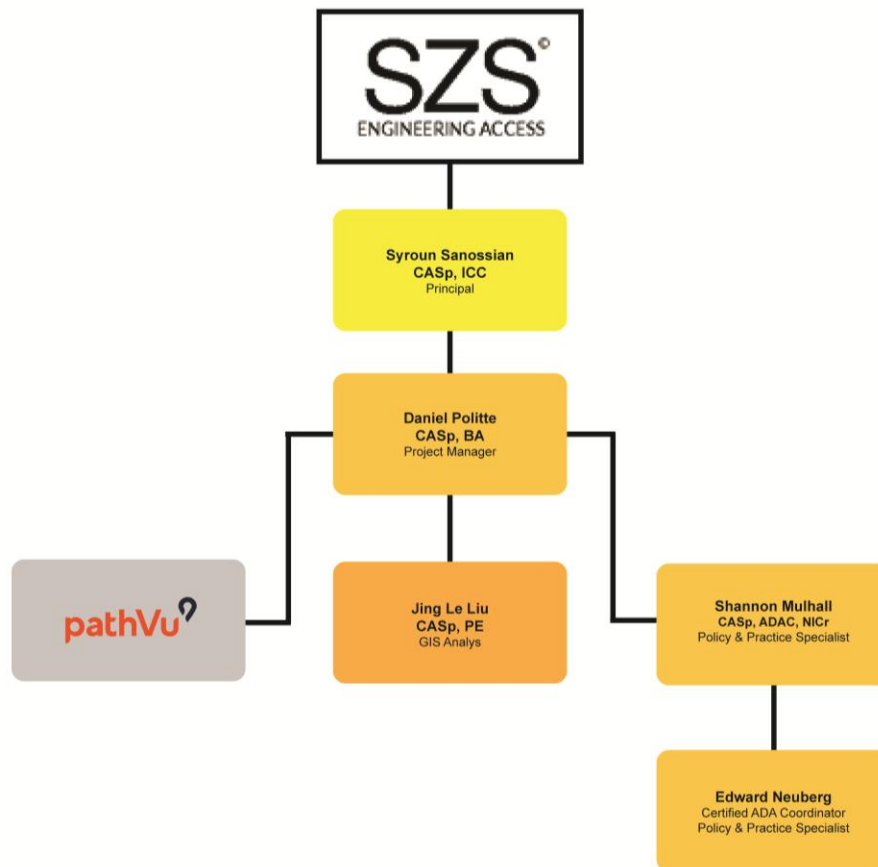 SZS©
ENGINEERING ACCESS
Syroun Sanossian
CASp, ICC
Principal
Daniel Politte
CASp, BA
Project Manager
pathVu
Jing Le Liu
CASp, PE
GIS Analys
Shannon Mulhall
CASp, ADAC, NICr
Policy & Practice Specialist
Edward Neuberg
Certified ADA Coordinator
Policy & Practice Specialist